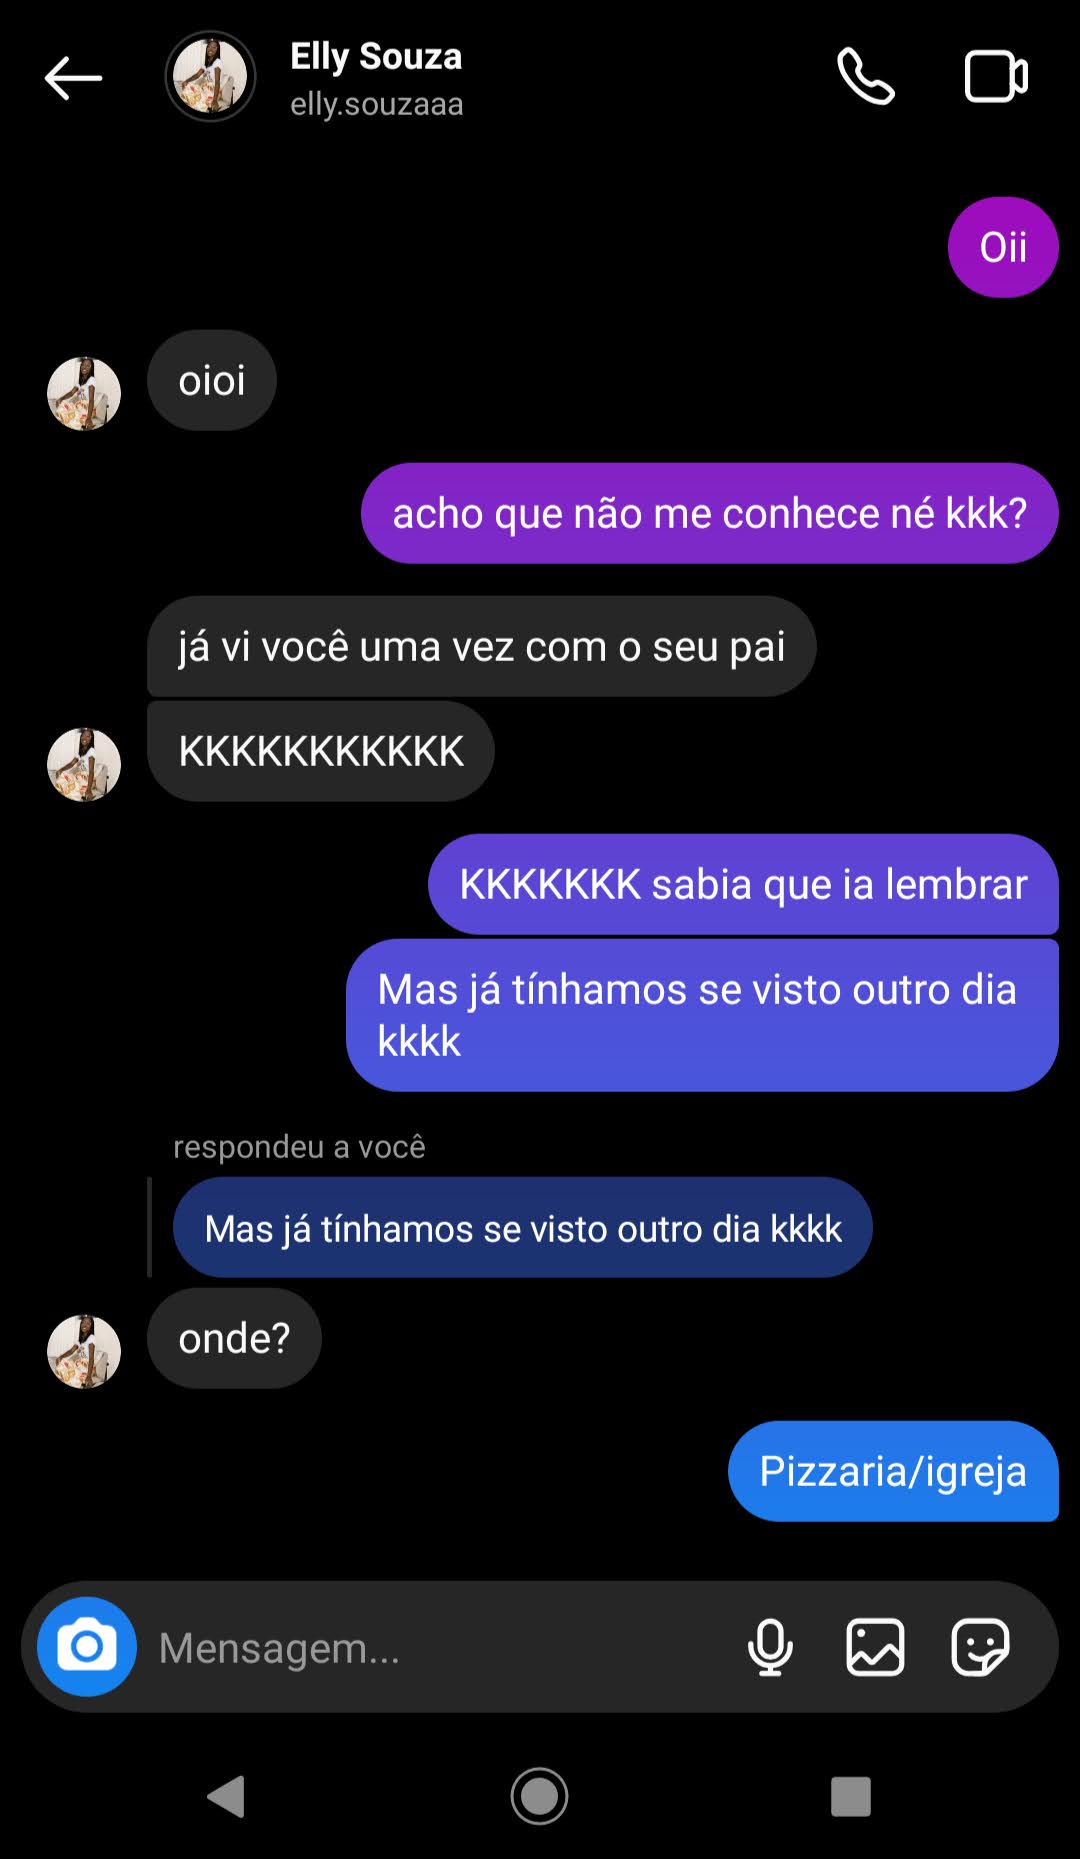 Elly Souza
elly.souzaaa
Oii
oioi
acho que não me conhece né kkk?
já vi você uma vez com o seu pai
KKKKKKKKKKK
KKKKKKK sabia que ia lembrar
Mas já tínhamos se visto outro dia
kkkk
respondeu a você
Mas já tínhamos se visto outro dia kkkk
onde?
Pizzaria/igreja
Mensagem...